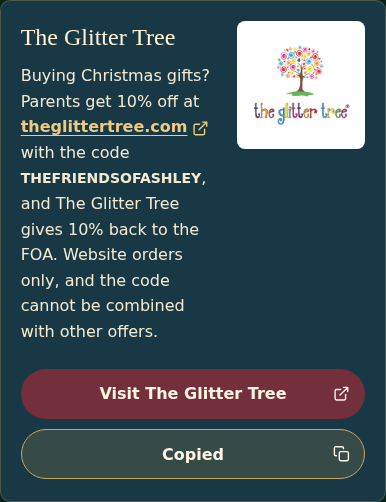 The Glitter Tree
the glitter tree
Buying Christmas gifts?
Parents get 10% off at
theglittertree.com
with the code
THEFRIENDSOFASHLEY,
and The Glitter Tree
gives 10% back to the
FOA. Website orders
only, and the code
cannot be combined
with other offers.
Visit The Glitter Tree
Copied